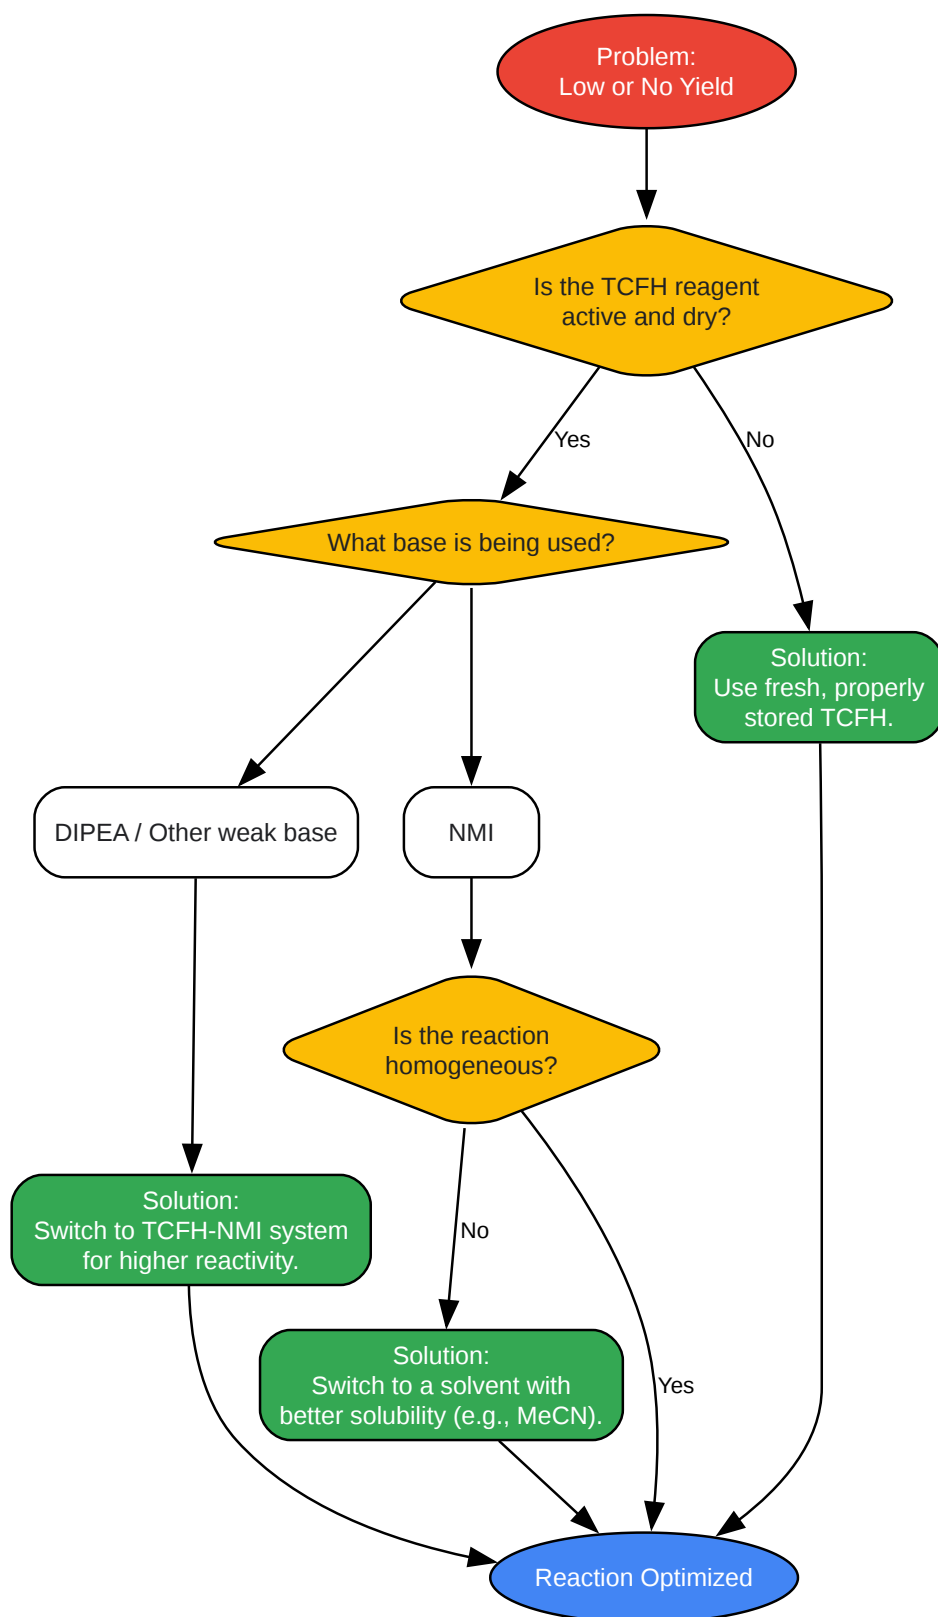 Problem:
Low or No Yield
Is the TCFH reagent
active and dry?
Yes
No
What base is being used?
Solution:
Use fresh, properly
stored TCFH.
DIPEA / Other weak base
NMI
Is the reaction
homogeneous?
Solution:
Switch to TCFH-NMI system
for higher reactivity.
No
Solution:
Switch to a solvent with
better solubility (e.g., MeCN).
Yes
Reaction Optimized